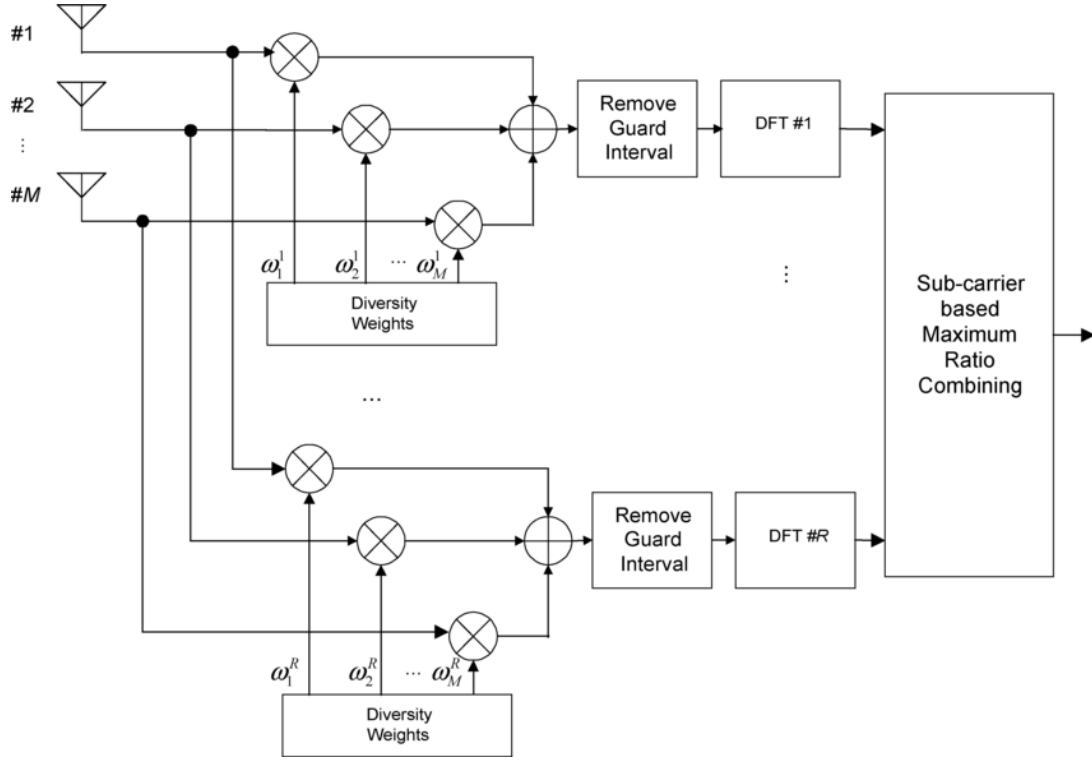 #1
#2
⋮
#M
ω₁¹
ω₂¹
⋯
ω_M¹
Diversity
Weights
Remove
Guard
Interval
DFT #1
⋮
Sub-carrier
based
Maximum
Ratio
Combining
...
ω₁ᴿ
ω₂ᴿ
⋯
ω_Mᴿ
Diversity
Weights
Remove
Guard
Interval
DFT #R